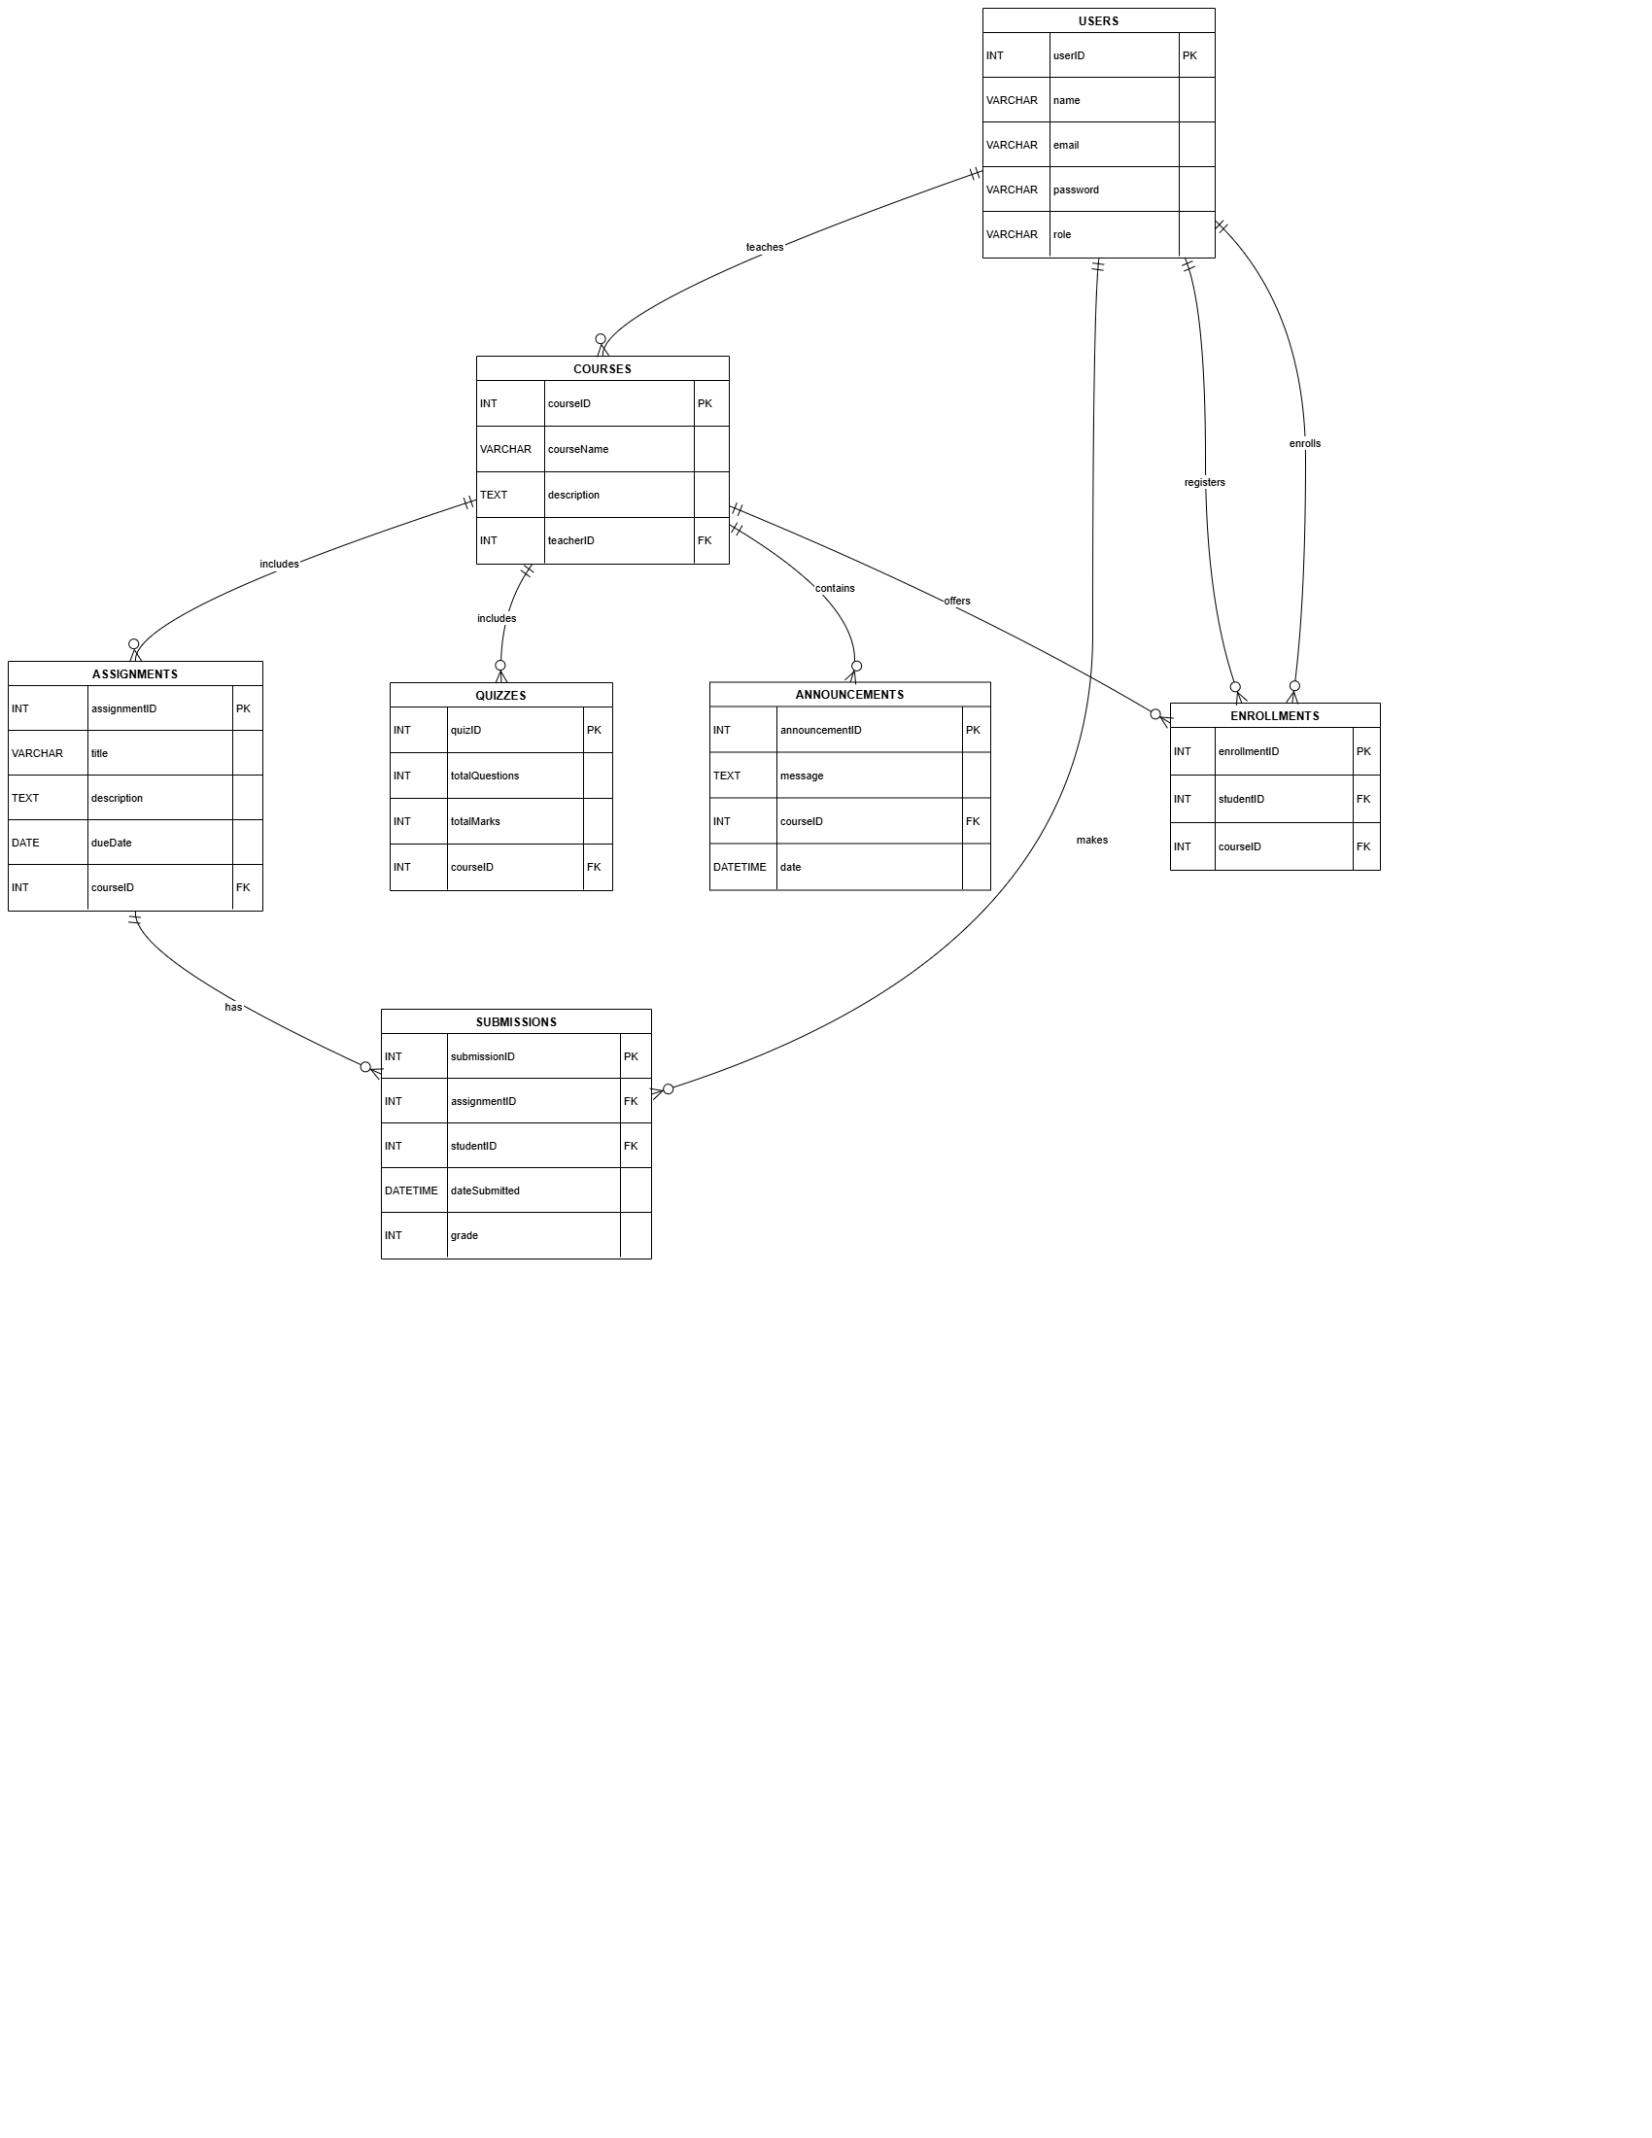 USERS
INT userID PK
VARCHAR name
VARCHAR email
VARCHAR password
VARCHAR role
teaches
COURSES
INT courseID PK
VARCHAR courseName
TEXT description
INT teacherID FK
enrolls
registers
includes
includes
contains
offers
ASSIGNMENTS
INT assignmentID PK
VARCHAR title
TEXT description
DATE dueDate
INT courseID FK
QUIZZES
INT quizID PK
INT totalQuestions
INT totalMarks
INT courseID FK
ANNOUNCEMENTS
INT announcementID PK
TEXT message
INT courseID FK
DATETIME date
ENROLLMENTS
INT enrollmentID PK
INT studentID FK
INT courseID FK
makes
has
SUBMISSIONS
INT submissionID PK
INT assignmentID FK
INT studentID FK
DATETIME dateSubmitted
INT grade